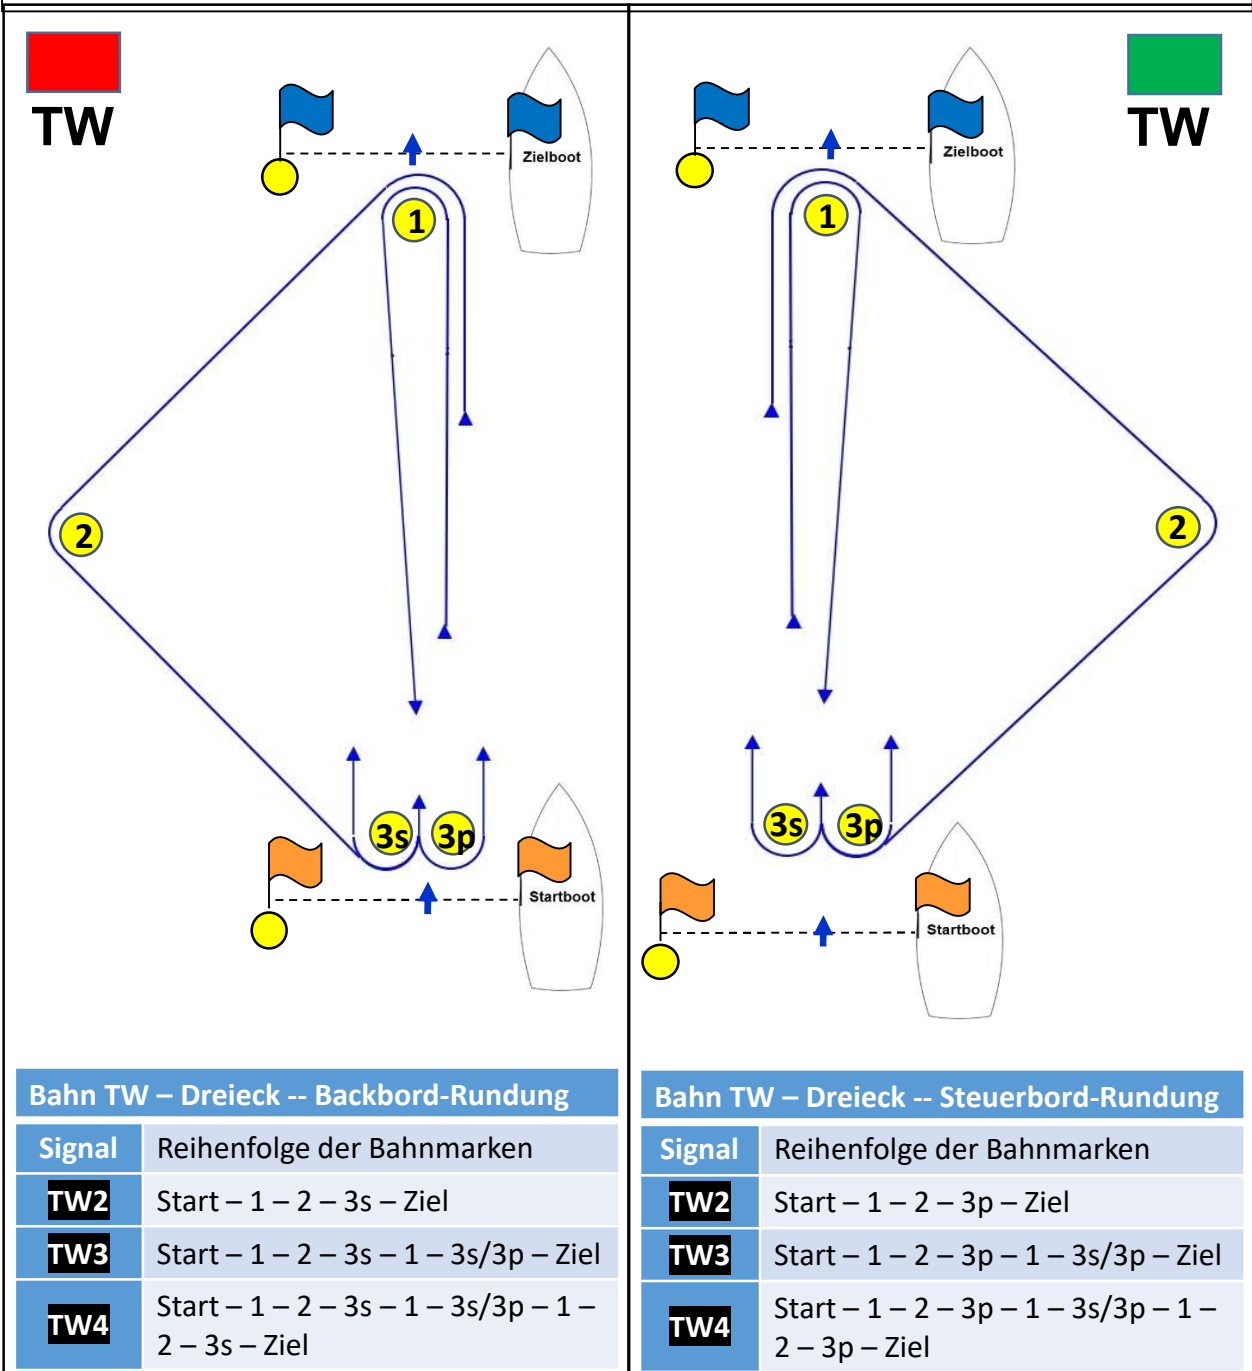 TW
Zielboot
1
2
3s
3p
Startboot
Bahn TW – Dreieck -- Backbord-Rundung
Signal Reihenfolge der Bahnmarken
TW2 Start – 1 – 2 – 3s – Ziel
TW3 Start – 1 – 2 – 3s – 1 – 3s/3p – Ziel
TW4 Start – 1 – 2 – 3s – 1 – 3s/3p – 1 –
2 – 3s – Ziel
TW
Zielboot
1
2
3s
3p
Startboot
Bahn TW – Dreieck -- Steuerbord-Rundung
Signal Reihenfolge der Bahnmarken
TW2 Start – 1 – 2 – 3p – Ziel
TW3 Start – 1 – 2 – 3p – 1 – 3s/3p – Ziel
TW4 Start – 1 – 2 – 3p – 1 – 3s/3p – 1 –
2 – 3p – Ziel